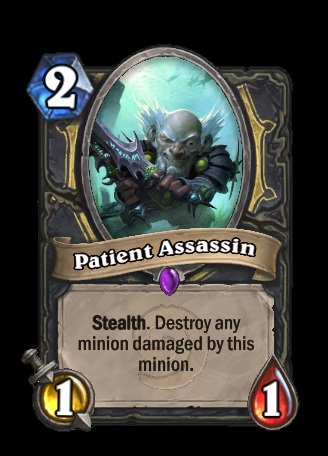 2
Patient Assassin
Stealth. Destroy any
minion damaged by this
minion.
1
1